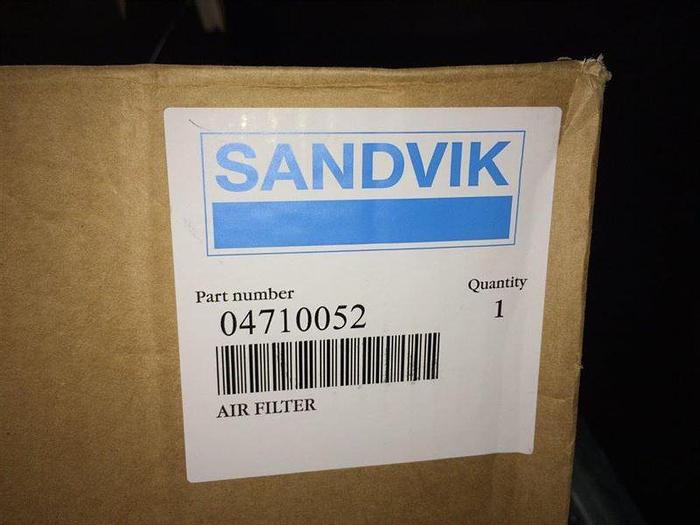 SANDVIK
Part number
Quantity
04710052
1
AIR FILTER